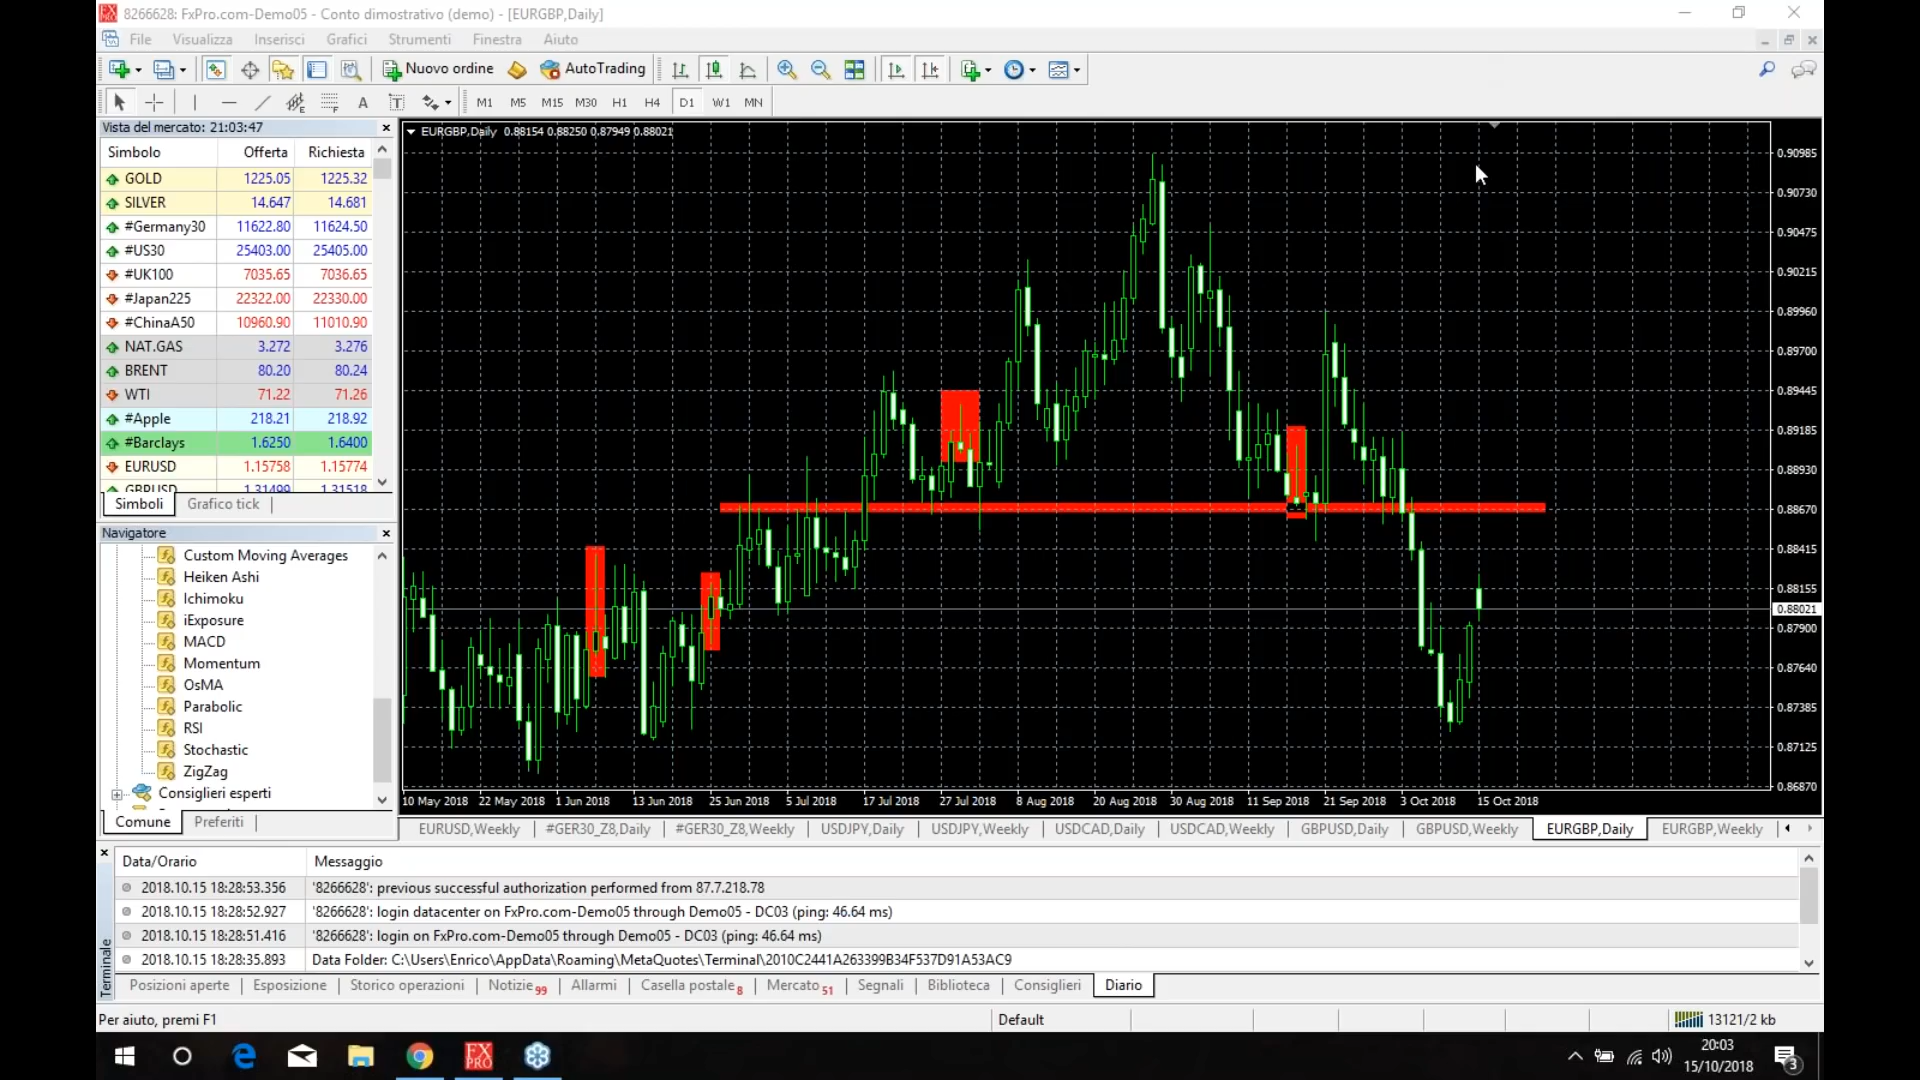 8266628: FxPro.com-Demo05 - Conto dimostrativo (demo) - [EURGBP,Daily]
File Visualizza Inserisci Grafici Strumenti Finestra Aiuto
Nuovo ordine AutoTrading
A T M1 M5 M15 M30 H1 H4 D1 W1 MN
Vista del mercato: 21:03:47
Simbolo Offerta Richiesta
GOLD 1225.05 1225.32
SILVER 14.647 14.681
#Germany30 11622.80 11624.50
#US30 25403.00 25405.00
#UK100 7035.65 7036.65
#Japan225 22322.00 22330.00
#ChinaA50 10960.90 11010.90
NAT.GAS 3.272 3.276
BRENT 80.20 80.24
WTI 71.22 71.26
#Apple 218.21 218.92
#Barclays 1.6250 1.6400
EURUSD 1.15758 1.15774
GBPUSD 1.31499 1.31518
Simboli Grafico tick
Navigatore
Custom Moving Averages
Heiken Ashi
Ichimoku
iExposure
MACD
Momentum
OsMA
Parabolic
RSI
Stochastic
ZigZag
Consiglieri esperti
Comune Preferiti
EURGBP,Daily 0.88154 0.88250 0.87949 0.88021
0.90985
0.90730
0.90475
0.90215
0.89960
0.89700
0.89445
0.89185
0.88930
0.88670
0.88415
0.88155
0.88021
0.87900
0.87640
0.87385
0.87125
0.86870
10 May 2018 22 May 2018 1 Jun 2018 13 Jun 2018 25 Jun 2018 5 Jul 2018 17 Jul 2018 27 Jul 2018 8 Aug 2018 20 Aug 2018 30 Aug 2018 11 Sep 2018 21 Sep 2018 3 Oct 2018 15 Oct 2018
EURUSD,Weekly #GER30_Z8,Daily #GER30_Z8,Weekly USDJPY,Daily USDJPY,Weekly USDCAD,Daily USDCAD,Weekly GBPUSD,Daily GBPUSD,Weekly EURGBP,Daily EURGBP,Weekly
Data/Orario Messaggio
2018.10.15 18:28:53.356 '8266628': previous successful authorization performed from 87.7.218.78
2018.10.15 18:28:52.927 '8266628': login datacenter on FxPro.com-Demo05 through Demo05 - DC03 (ping: 46.64 ms)
2018.10.15 18:28:51.416 '8266628': login on FxPro.com-Demo05 through Demo05 - DC03 (ping: 46.64 ms)
2018.10.15 18:28:35.893 Data Folder: C:\Users\Enrico\AppData\Roaming\MetaQuotes\Terminal\2010C2441A263399B34F537D91A53AC9
Terminale
Posizioni aperte Esposizione Storico operazioni Notizie 99 Allarmi Casella postale 8 Mercato 51 Segnali Biblioteca Consiglieri Diario
Per aiuto, premi F1 Default 13121/2 kb
FX PRO
20:03
15/10/2018
3